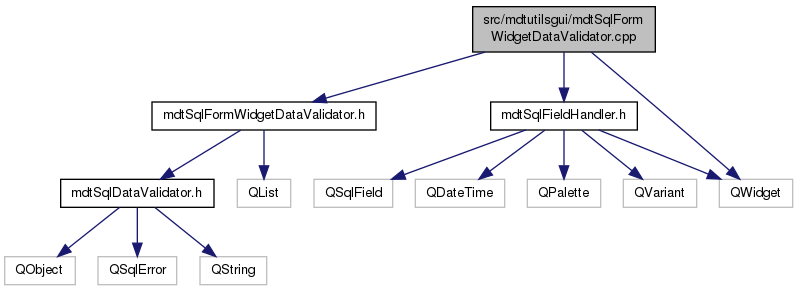 src/mdtutilsgui/mdtSqlForm
WidgetDataValidator.cpp
mdtSqlFormWidgetDataValidator.h
mdtSqlFieldHandler.h
mdtSqlDataValidator.h
QList
QSqlField
QDateTime
QPalette
QVariant
QWidget
QObject
QSqlError
QString